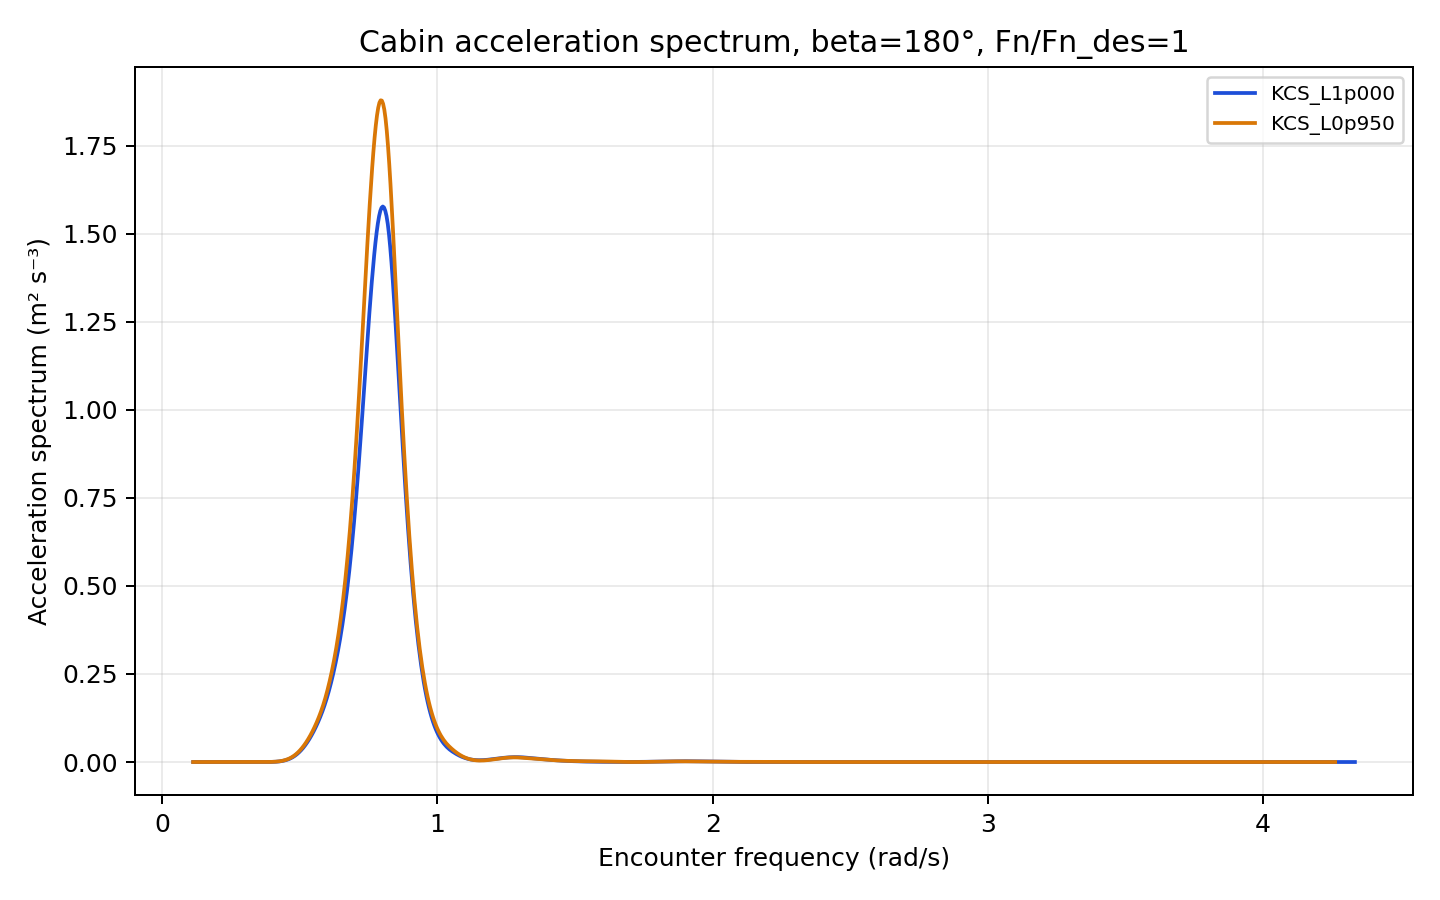 Cabin acceleration spectrum, beta=180°, Fn/Fn_des=1
KCS_L1p000
KCS_L0p950
Acceleration spectrum (m² s⁻³)
1.75
1.50
1.25
1.00
0.75
0.50
0.25
0.00
0 1 2 3 4
Encounter frequency (rad/s)